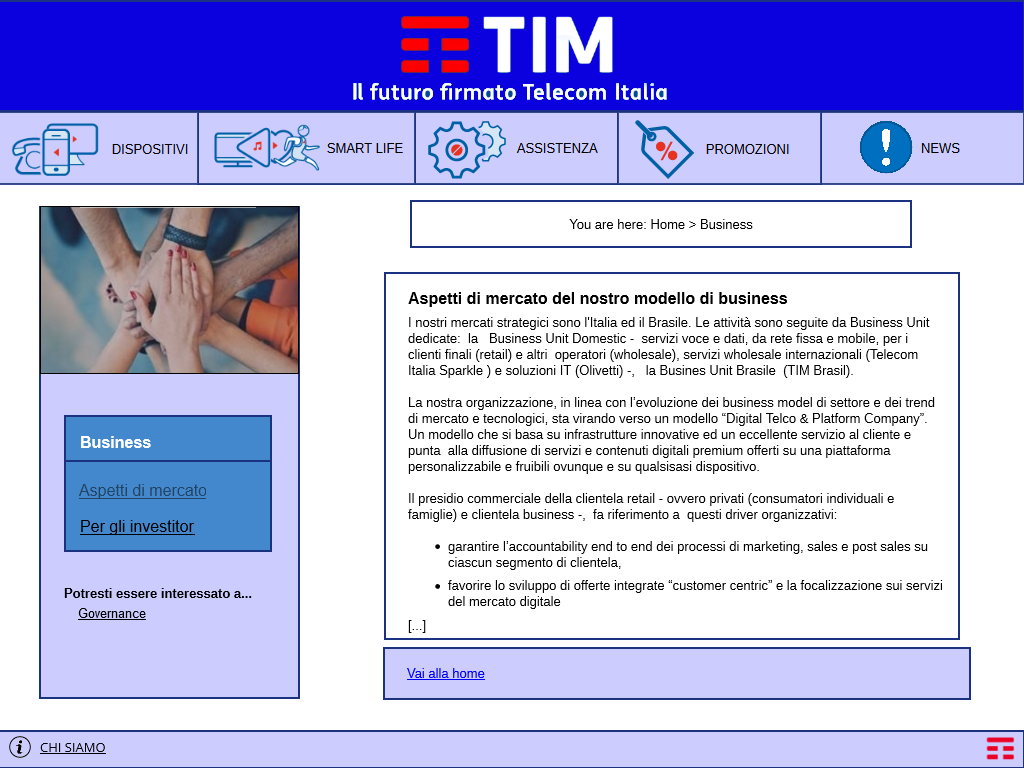 TIM
Il futuro firmato Telecom Italia
DISPOSITIVI
SMART LIFE
ASSISTENZA
PROMOZIONI
NEWS
You are here: Home > Business
Business
Aspetti di mercato
Per gli investitor
Potresti essere interessato a...
Governance
Aspetti di mercato del nostro modello di business
I nostri mercati strategici sono l'Italia ed il Brasile. Le attività sono seguite da Business Unit
dedicate:  la   Business Unit Domestic -  servizi voce e dati, da rete fissa e mobile, per i
clienti finali (retail) e altri  operatori (wholesale), servizi wholesale internazionali (Telecom
Italia Sparkle ) e soluzioni IT (Olivetti) -,   la Busines Unit Brasile  (TIM Brasil).
La nostra organizzazione, in linea con l’evoluzione dei business model di settore e dei trend
di mercato e tecnologici, sta virando verso un modello “Digital Telco & Platform Company”.
Un modello che si basa su infrastrutture innovative ed un eccellente servizio al cliente e
punta  alla diffusione di servizi e contenuti digitali premium offerti su una piattaforma
personalizzabile e fruibili ovunque e su qualsisasi dispositivo.
Il presidio commerciale della clientela retail - ovvero privati (consumatori individuali e
famiglie) e clientela business -,  fa riferimento a  questi driver organizzativi:
• garantire l’accountability end to end dei processi di marketing, sales e post sales su
ciascun segmento di clientela,
• favorire lo sviluppo di offerte integrate “customer centric” e la focalizzazione sui servizi
del mercato digitale
[...]
Vai alla home
CHI SIAMO